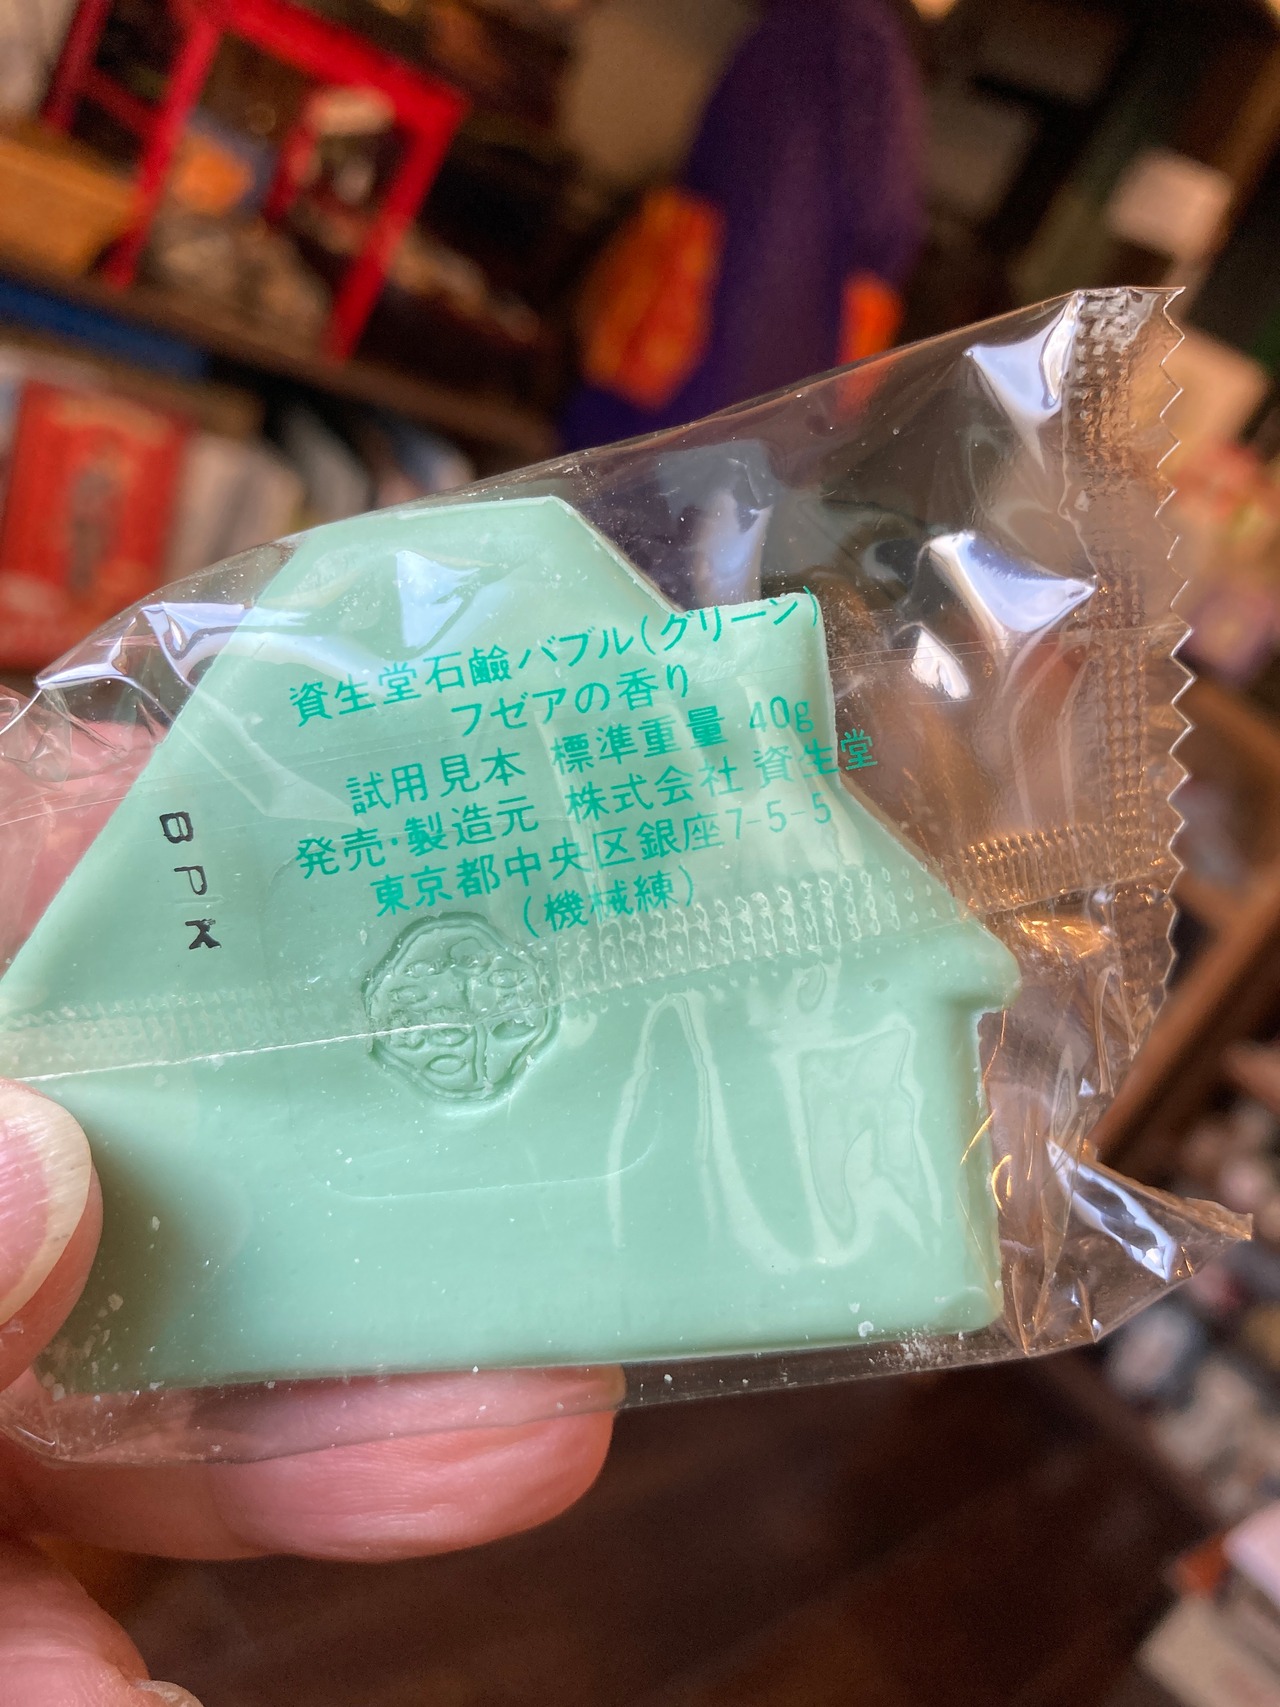 資生堂石鹼バブル(グリーン)
フゼアの香り
試用見本 標準重量 40g
発売・製造元 株式会社 資生堂
東京都中央区銀座7-5-5
(機械練)